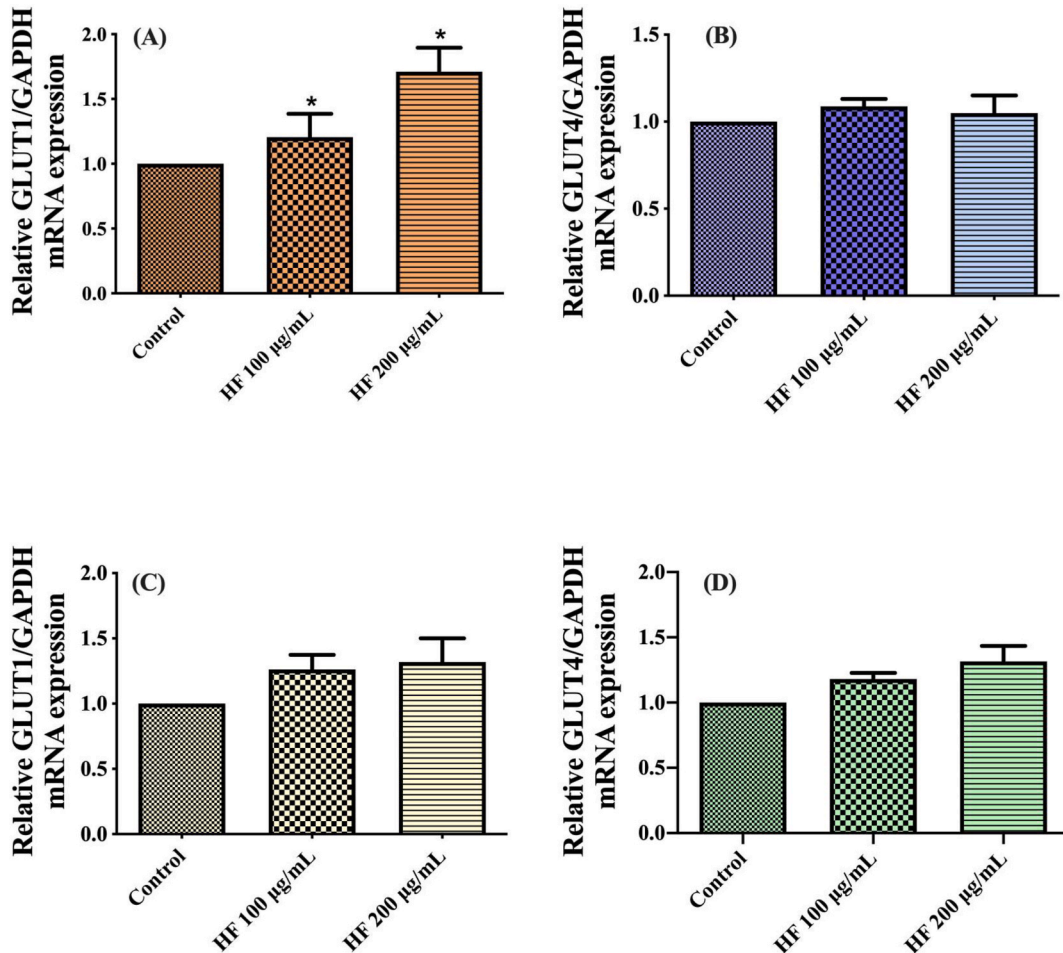 (A)
Relative GLUT1/GAPDH
mRNA expression
2.0
1.5
1.0
0.5
0.0
*
*
Control
HF 100 µg/mL
HF 200 µg/mL
(B)
Relative GLUT4/GAPDH
mRNA expression
1.5
1.0
0.5
0.0
Control
HF 100 µg/mL
HF 200 µg/mL
(C)
Relative GLUT1/GAPDH
mRNA expression
2.0
1.5
1.0
0.5
0.0
Control
HF 100 µg/mL
HF 200 µg/mL
(D)
Relative GLUT4/GAPDH
mRNA expression
2.0
1.5
1.0
0.5
0.0
Control
HF 100 µg/mL
HF 200 µg/mL